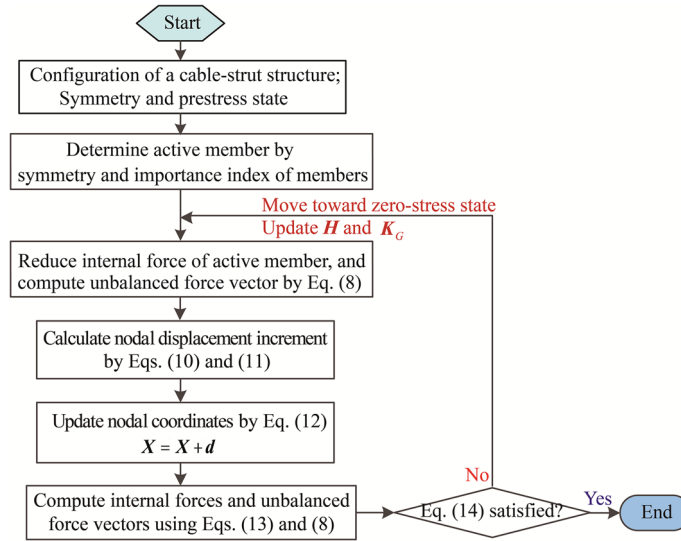 Start
Configuration of a cable-strut structure;
Symmetry and prestress state
Determine active member by
symmetry and importance index of members
Move toward zero-stress state
Update H and K_G
Reduce internal force of active member, and
compute unbalanced force vector by Eq. (8)
Calculate nodal displacement increment
by Eqs. (10) and (11)
Update nodal coordinates by Eq. (12)
X = X + d
No
Compute internal forces and unbalanced
force vectors using Eqs. (13) and (8)
Eq. (14) satisfied?
Yes
End